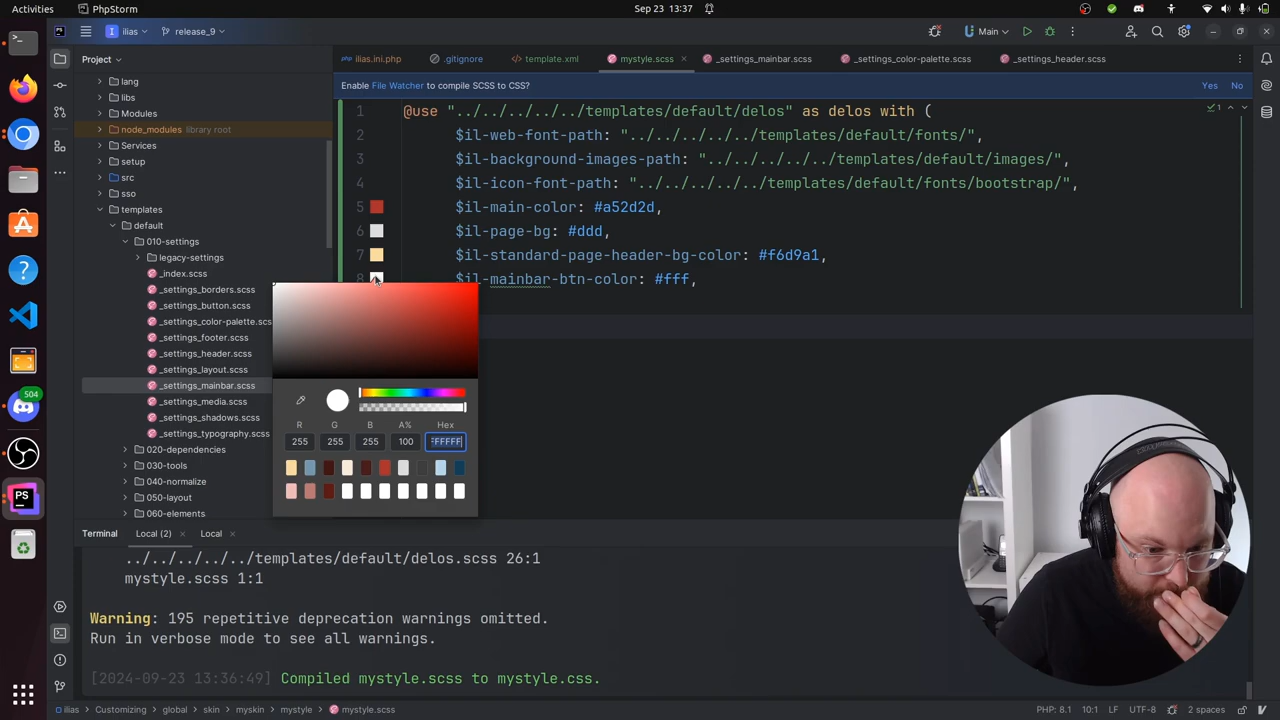 Activities
PhpStorm
Sep 23 13:37
ilias
release_9
Main
Project
ilias.ini.php
.gitignore
template.xml
mystyle.scss
_settings_mainbar.scss
_settings_color-palette.scss
_settings_header.scss
Enable File Watcher to compile SCSS to CSS?
Yes
No
lang
libs
Modules
node_modules library root
Services
setup
src
sso
templates
default
010-settings
legacy-settings
_index.scss
_settings_borders.scss
_settings_button.scss
_settings_color-palette.scs
_settings_footer.scss
_settings_header.scss
_settings_layout.scss
_settings_mainbar.scss
_settings_media.scss
_settings_shadows.scss
_settings_typography.scss
020-dependencies
030-tools
040-normalize
050-layout
060-elements
1 @use "../../../../templates/default/delos" as delos with (
2 $il-web-font-path: "../../../../templates/default/fonts/",
3 $il-background-images-path: "../../../../templates/default/images/",
4 $il-icon-font-path: "../../../../templates/default/fonts/bootstrap/",
5 $il-main-color: #a52d2d,
6 $il-page-bg: #ddd,
7 $il-standard-page-header-bg-color: #f6d9a1,
8 $il-mainbar-btn-color: #fff,
1
R G B A% Hex
255 255 255 100 FFFFFF
Terminal
Local (2)
Local
../../../../templates/default/delos.scss 26:1
mystyle.scss 1:1
Warning: 195 repetitive deprecation warnings omitted.
Run in verbose mode to see all warnings.
[2024-09-23 13:36:49] Compiled mystyle.scss to mystyle.css.
504
PS
ilias
Customizing
global
skin
myskin
mystyle
mystyle.scss
PHP: 8.1
10:1
LF
UTF-8
2 spaces